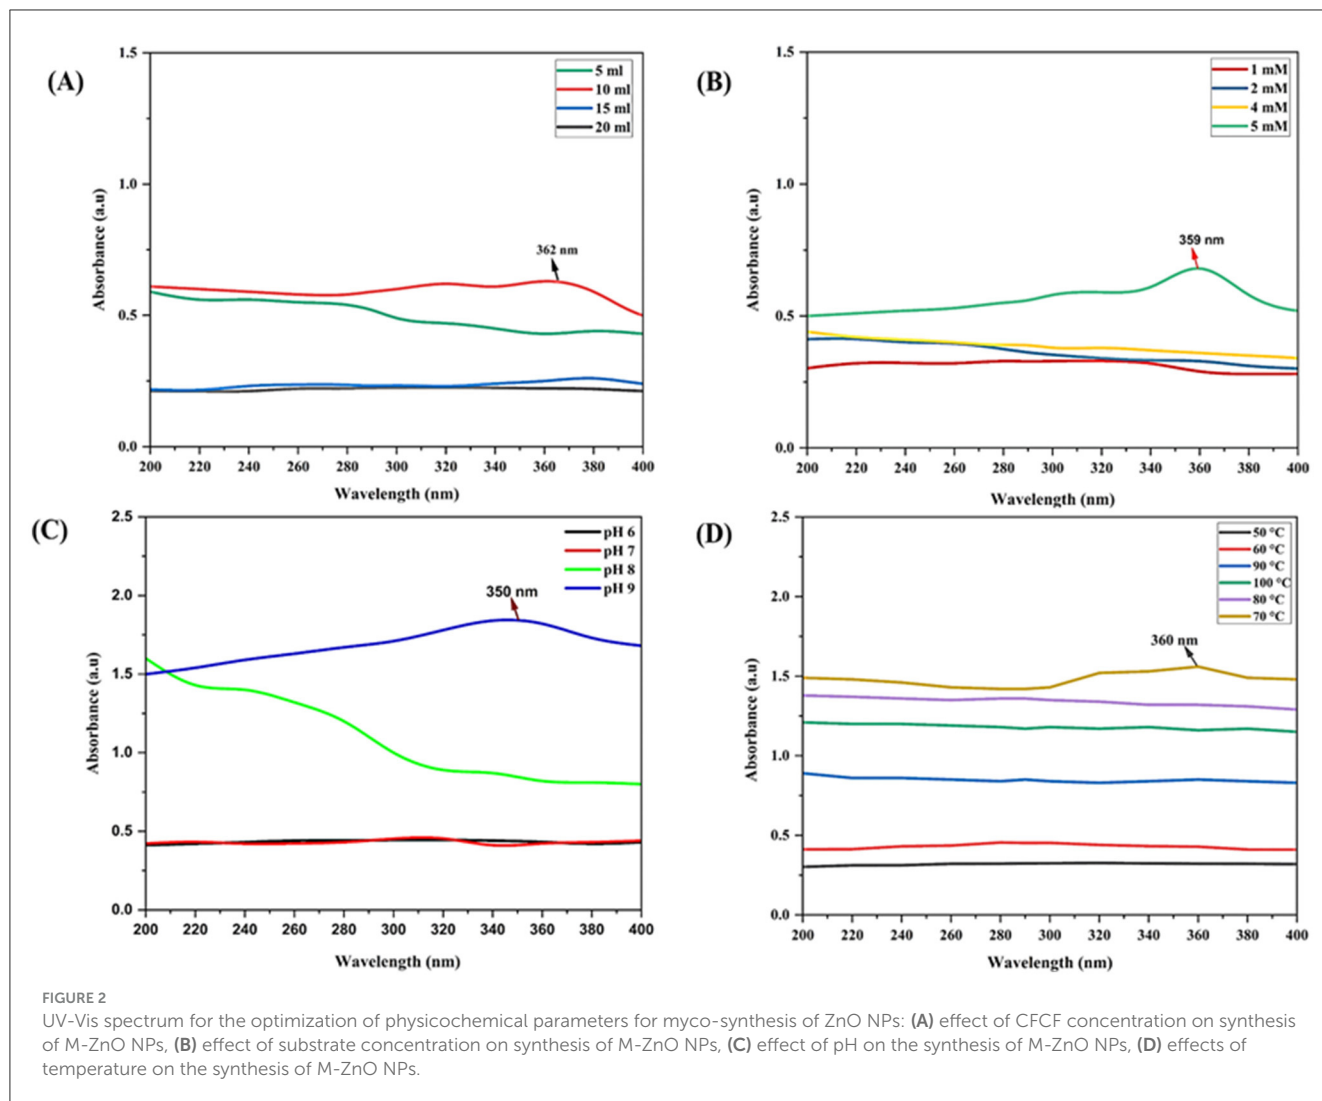 (A)
1.5
1.0
0.5
0.0
Absorbance (a.u)
5 ml
10 ml
15 ml
20 ml
362 nm
200 220 240 260 280 300 320 340 360 380 400
Wavelength (nm)
(B)
1.5
1.0
0.5
0.0
Absorbance (a.u)
1 mM
2 mM
4 mM
5 mM
359 nm
200 220 240 260 280 300 320 340 360 380 400
Wavelength (nm)
(C)
2.5
2.0
1.5
1.0
0.5
0.0
Absorbance (a.u)
pH 6
pH 7
pH 8
pH 9
350 nm
200 220 240 260 280 300 320 340 360 380 400
Wavelength (nm)
(D)
2.5
2.0
1.5
1.0
0.5
0.0
Absorbance (a.u)
50 °C
60 °C
90 °C
100 °C
80 °C
70 °C
360 nm
200 220 240 260 280 300 320 340 360 380 400
Wavelength (nm)
FIGURE 2
UV-Vis spectrum for the optimization of physicochemical parameters for myco-synthesis of ZnO NPs: (A) effect of CFCF concentration on synthesis
of M-ZnO NPs, (B) effect of substrate concentration on synthesis of M-ZnO NPs, (C) effect of pH on the synthesis of M-ZnO NPs, (D) effects of
temperature on the synthesis of M-ZnO NPs.